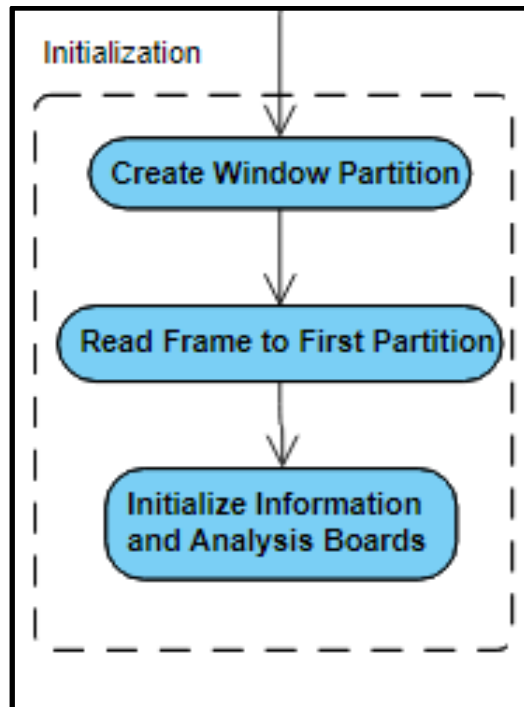 Initialization
Create Window Partition
Read Frame to First Partition
Initialize Information
and Analysis Boards